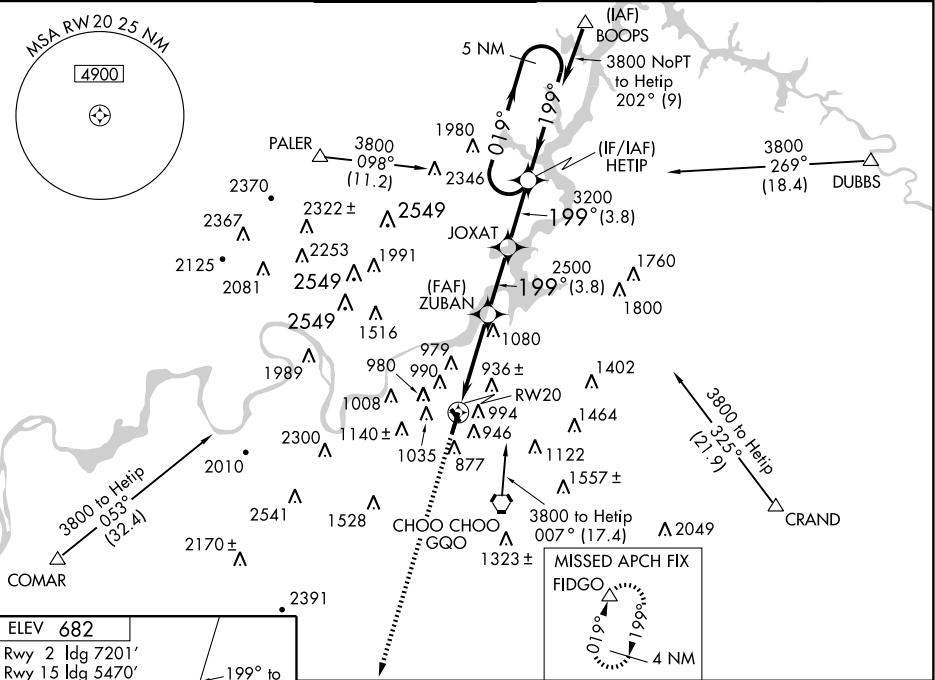 MSA RW20 25 NM
4900
(IAF)
BOOPS
5 NM
3800 NoPT
to Hetip
202° (9)
019°
199°
1980
PALER
3800
098°
(11.2)
2346
(IF/IAF)
HETIP
3800
269°
(18.4)
DUBBS
2370
2367
2322 ±
2549
3200
199° (3.8)
JOXAT
2125
2253
2081
1991
2549
2549
1516
(FAF)
ZUBAN
2500
199° (3.8)
1760
1800
1080
1989
979
980
990
936 ±
1402
1008
RW20
994
1464
1140 ±
946
1035
877
1122
2300
2010
3800 to Hetip
325°
(21.9)
3800 to Hetip
053°
(32.4)
1557 ±
2541
1528
CHOO CHOO
GQO
3800 to Hetip
007° (17.4)
CRAND
2049
2170 ±
1323 ±
COMAR
MISSED APCH FIX
FIDGO
019°
199°
4 NM
2391
ELEV 682
Rwy 2 ldg 7201'
Rwy 15 ldg 5470'
199° to